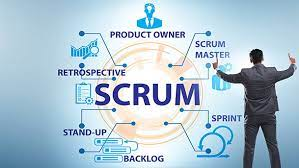 PRODUCT OWNER
SCRUM
MASTER
RETROSPECTIVE
SCRUM
SPRINT
STAND-UP
BACKLOG